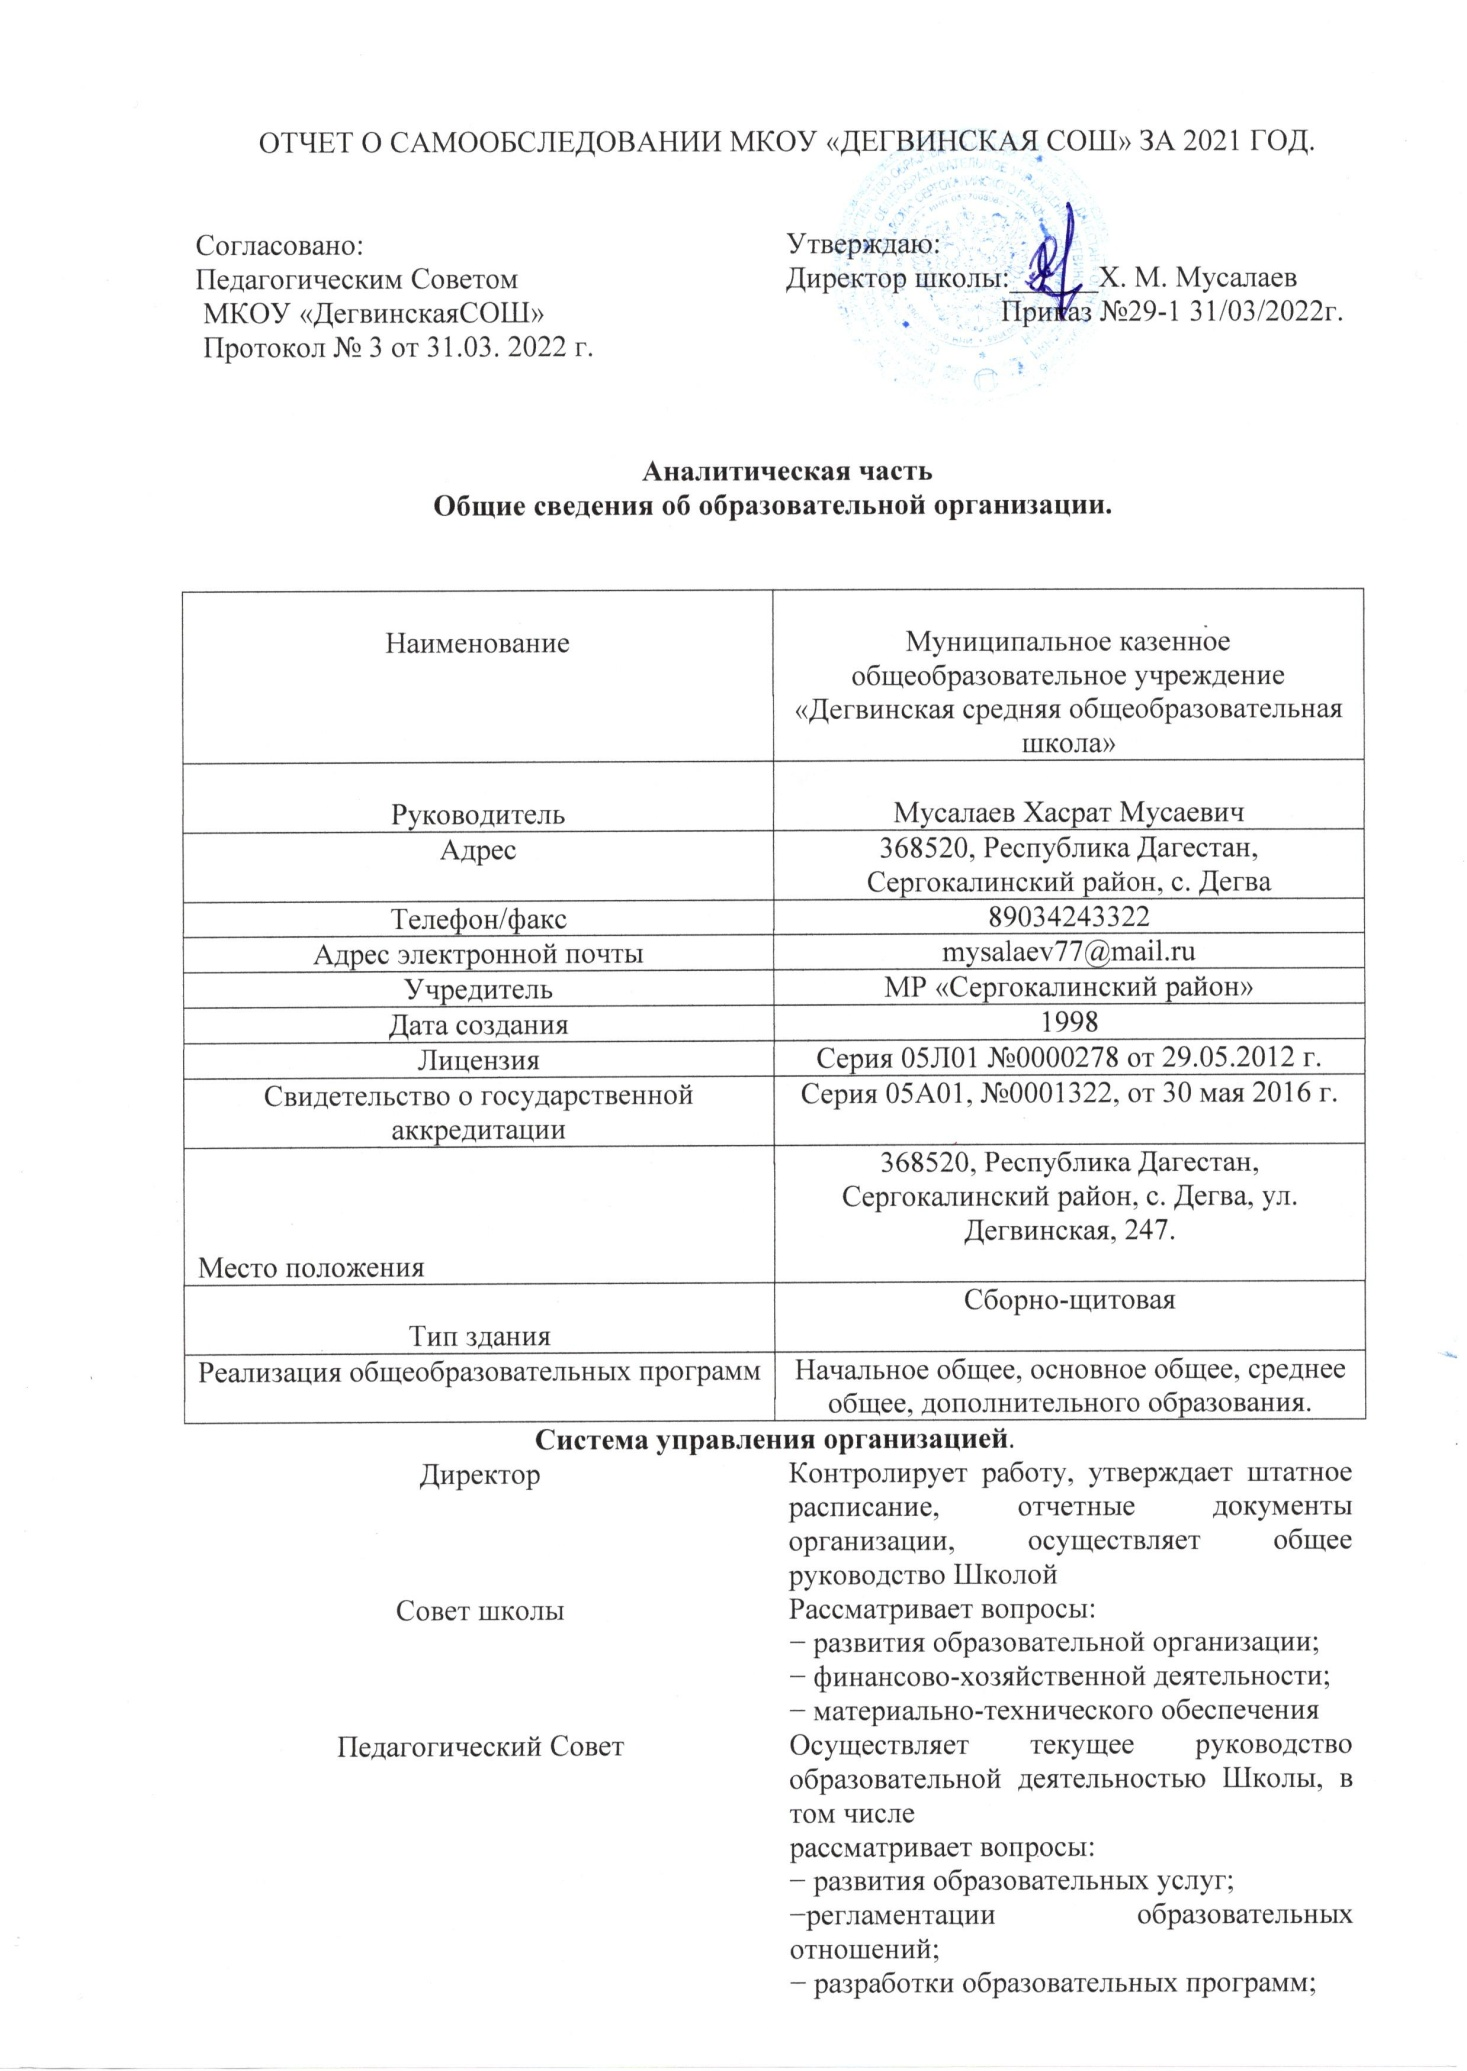 ОТЧЕТ О САМООБСЛЕДОВАНИИ МКОУ «ДЕГВИНСКАЯ СОШ» ЗА 2021 ГОД.
Согласовано:
Педагогическим Советом
МКОУ «ДегвинскаяСОШ»
Протокол № 3 от 31.03. 2022 г.
Утверждаю:
Директор школы:______Х. М. Мусалаев
Приказ №29-1 31/03/2022г.
Аналитическая часть
Общие сведения об образовательной организации.
Наименование
Муниципальное казенное
общеобразовательное учреждение
«Дегвинская средняя общеобразовательная
школа»
Руководитель
Мусалаев Хасрат Мусаевич
Адрес
368520, Республика Дагестан,
Сергокалинский район, с. Дегва
Телефон/факс
89034243322
Адрес электронной почты
mysalaev77@mail.ru
Учредитель
МР «Сергокалинский район»
Дата создания
1998
Лицензия
Серия 05Л01 №0000278 от 29.05.2012 г.
Свидетельство о государственной
аккредитации
Серия 05А01, №0001322, от 30 мая 2016 г.
Место положения
368520, Республика Дагестан,
Сергокалинский район, с. Дегва, ул.
Дегвинская, 247.
Тип здания
Сборно-щитовая
Реализация общеобразовательных программ
Начальное общее, основное общее, среднее
общее, дополнительного образования.
Система управления организацией.
Директор
Контролирует работу, утверждает штатное
расписание, отчетные документы
организации, осуществляет общее
руководство Школой
Совет школы
Рассматривает вопросы:
− развития образовательной организации;
− финансово-хозяйственной деятельности;
− материально-технического обеспечения
Педагогический Совет
Осуществляет текущее руководство
образовательной деятельностью Школы, в
том числе
рассматривает вопросы:
− развития образовательных услуг;
−регламентации образовательных
отношений;
− разработки образовательных программ;